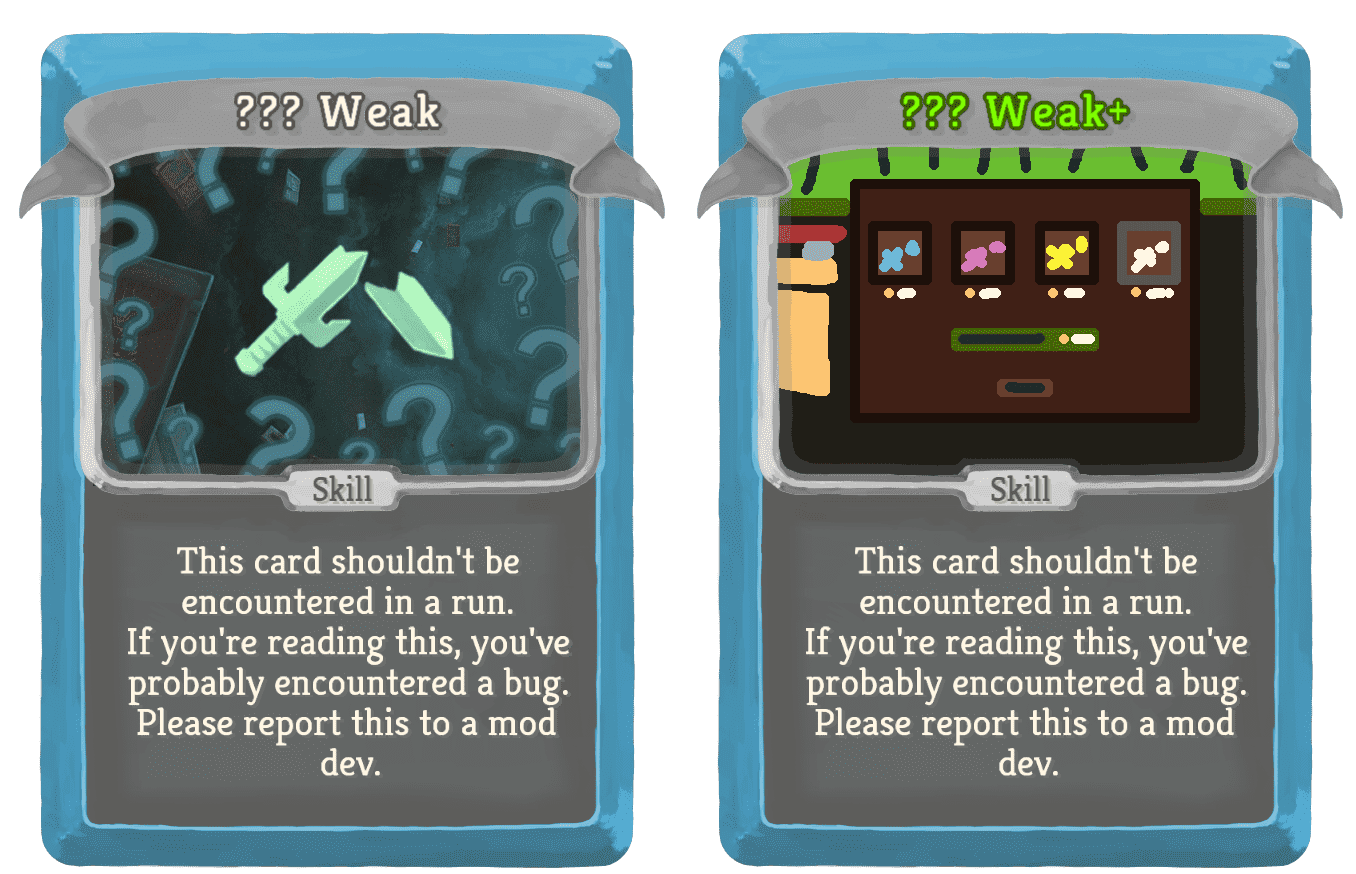 ??? Weak
Skill
This card shouldn't be
encountered in a run.
If you're reading this, you've
probably encountered a bug.
Please report this to a mod
dev.
??? Weak+
Skill
This card shouldn't be
encountered in a run.
If you're reading this, you've
probably encountered a bug.
Please report this to a mod
dev.